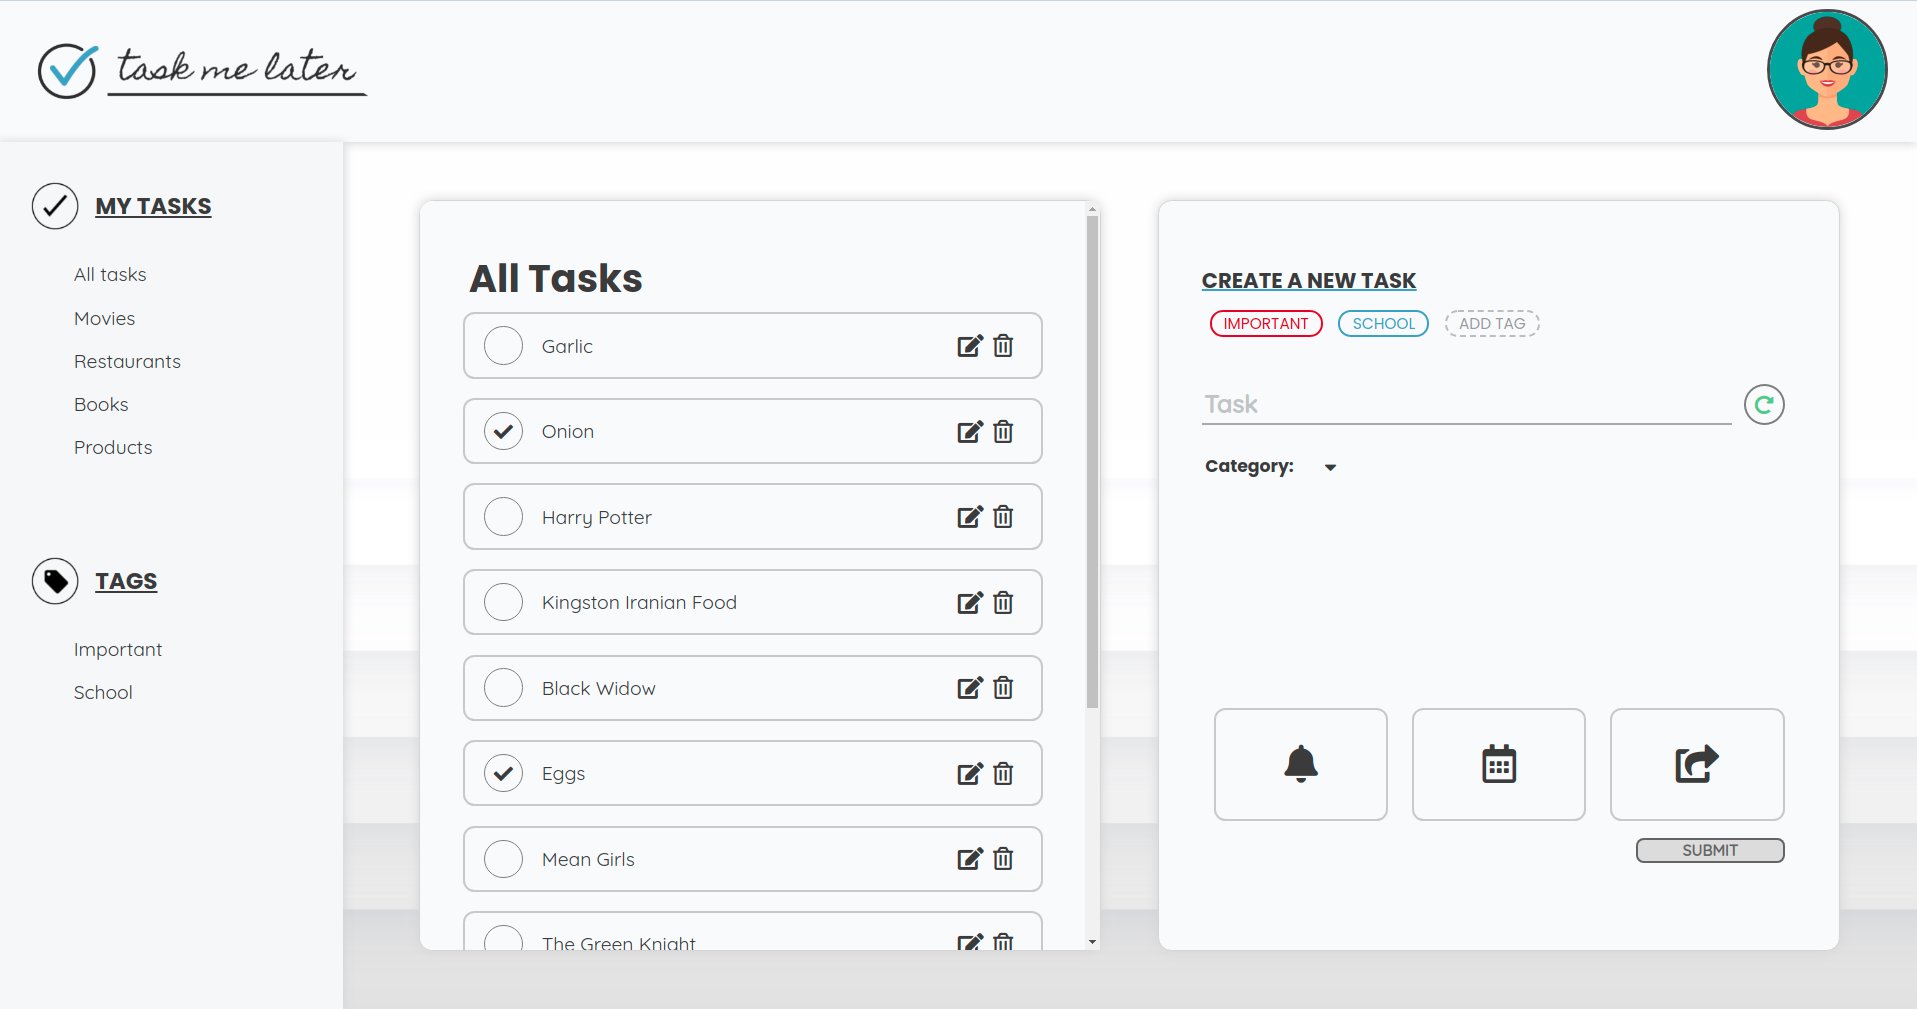 task me later
MY TASKS
All tasks
Movies
Restaurants
Books
Products
TAGS
Important
School
All Tasks
Garlic
Onion
Harry Potter
Kingston Iranian Food
Black Widow
Eggs
Mean Girls
The Green Knight
CREATE A NEW TASK
IMPORTANT SCHOOL ADD TAG
Task
Category:
SUBMIT